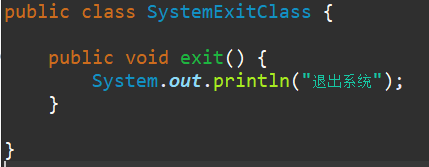 public class SystemExitClass {
public void exit() {
System.out.println("退出系统");
}
}